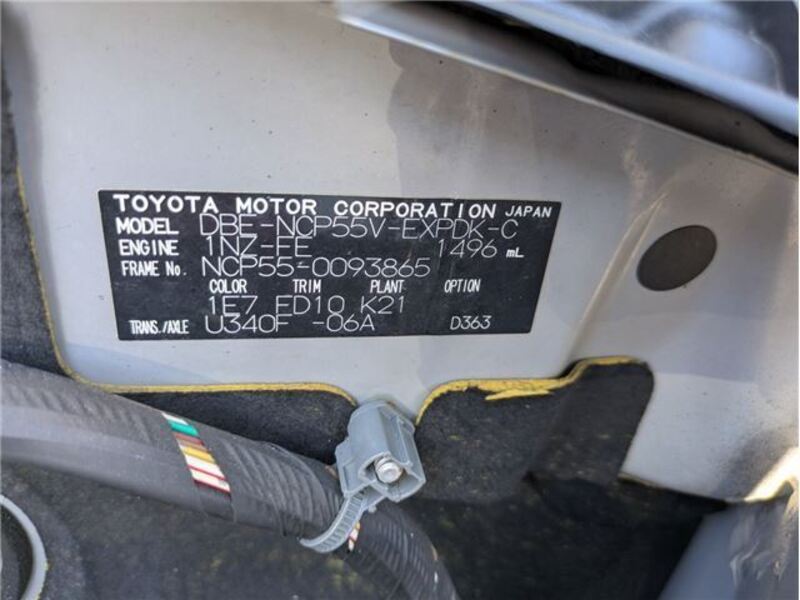 TOYOTA MOTOR CORPORATION JAPAN
MODEL DBE-NCP55V-EXPDK-C
ENGINE 1NZ-FE 1496 mL
FRAME No. NCP55-0093865
COLOR TRIM PLANT OPTION
1E7 FD10 K21
TRANS./AXLE U340F -06A D363